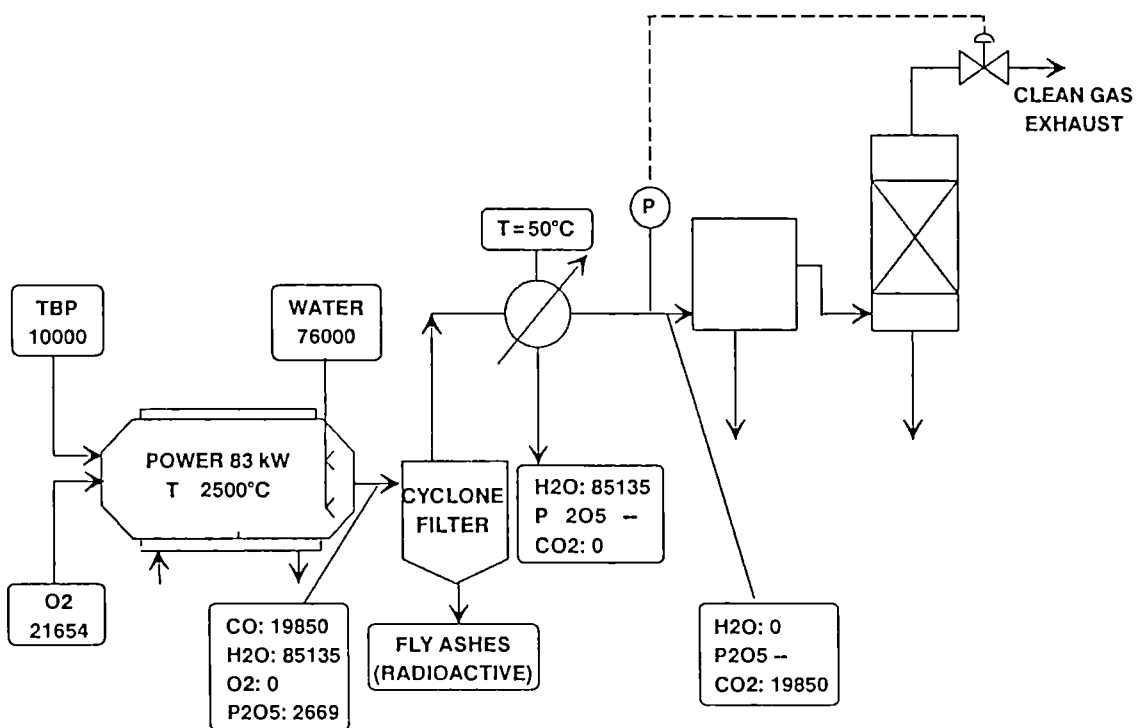 CLEAN GAS
EXHAUST
P
T=50°C
TBP
10000
WATER
76000
POWER 83 kW
T 2500°C
CYCLONE
FILTER
H2O: 85135
P 2O5 --
CO2: 0
O2
21654
CO: 19850
H2O: 85135
O2: 0
P2O5: 2669
FLY ASHES
(RADIOACTIVE)
H2O: 0
P2O5 --
CO2: 19850